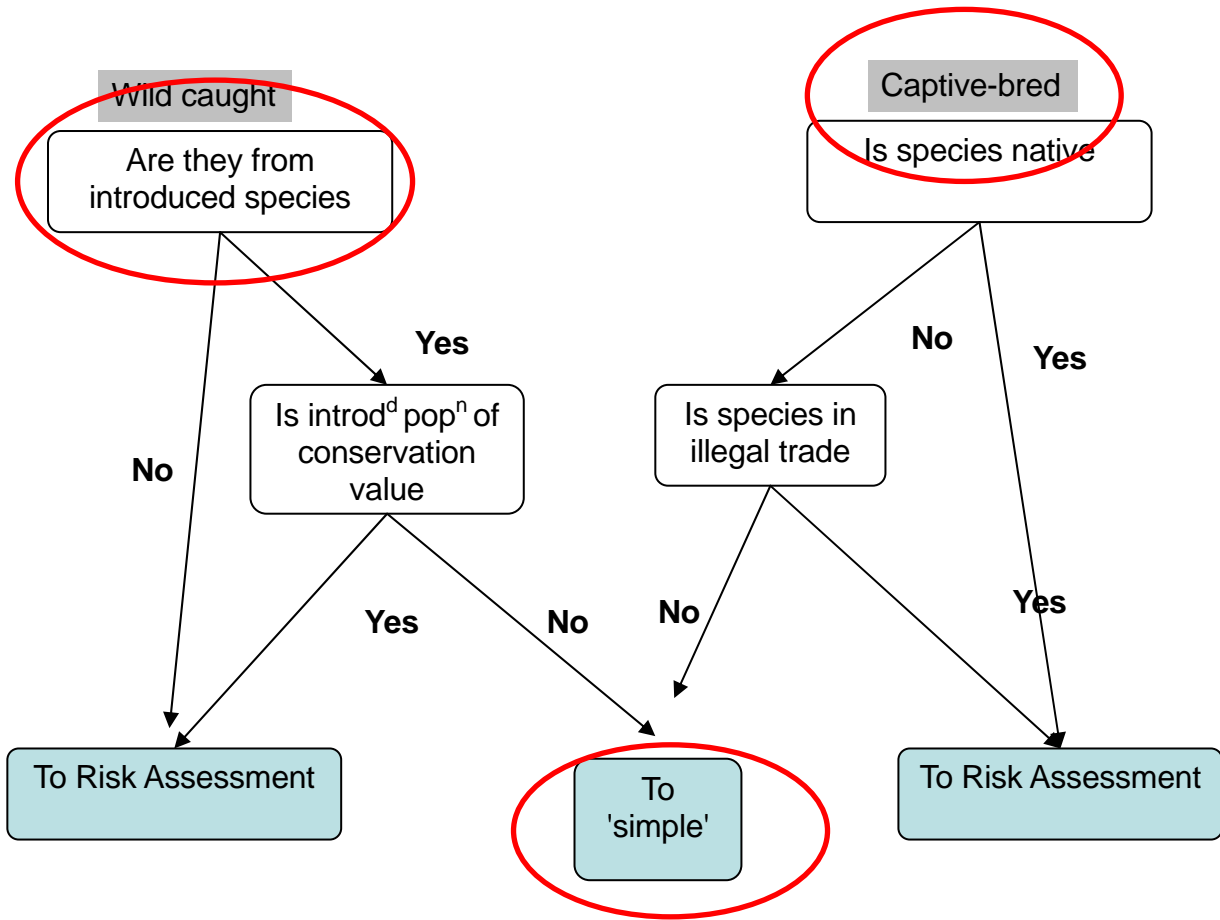 Wild caught
Captive-bred
Are they from
introduced species
Is species native
Yes
No
Yes
Is introd^d pop^n of
conservation
value
Is species in
illegal trade
No
Yes
No
No
Yes
To Risk Assessment
To
'simple'
To Risk Assessment